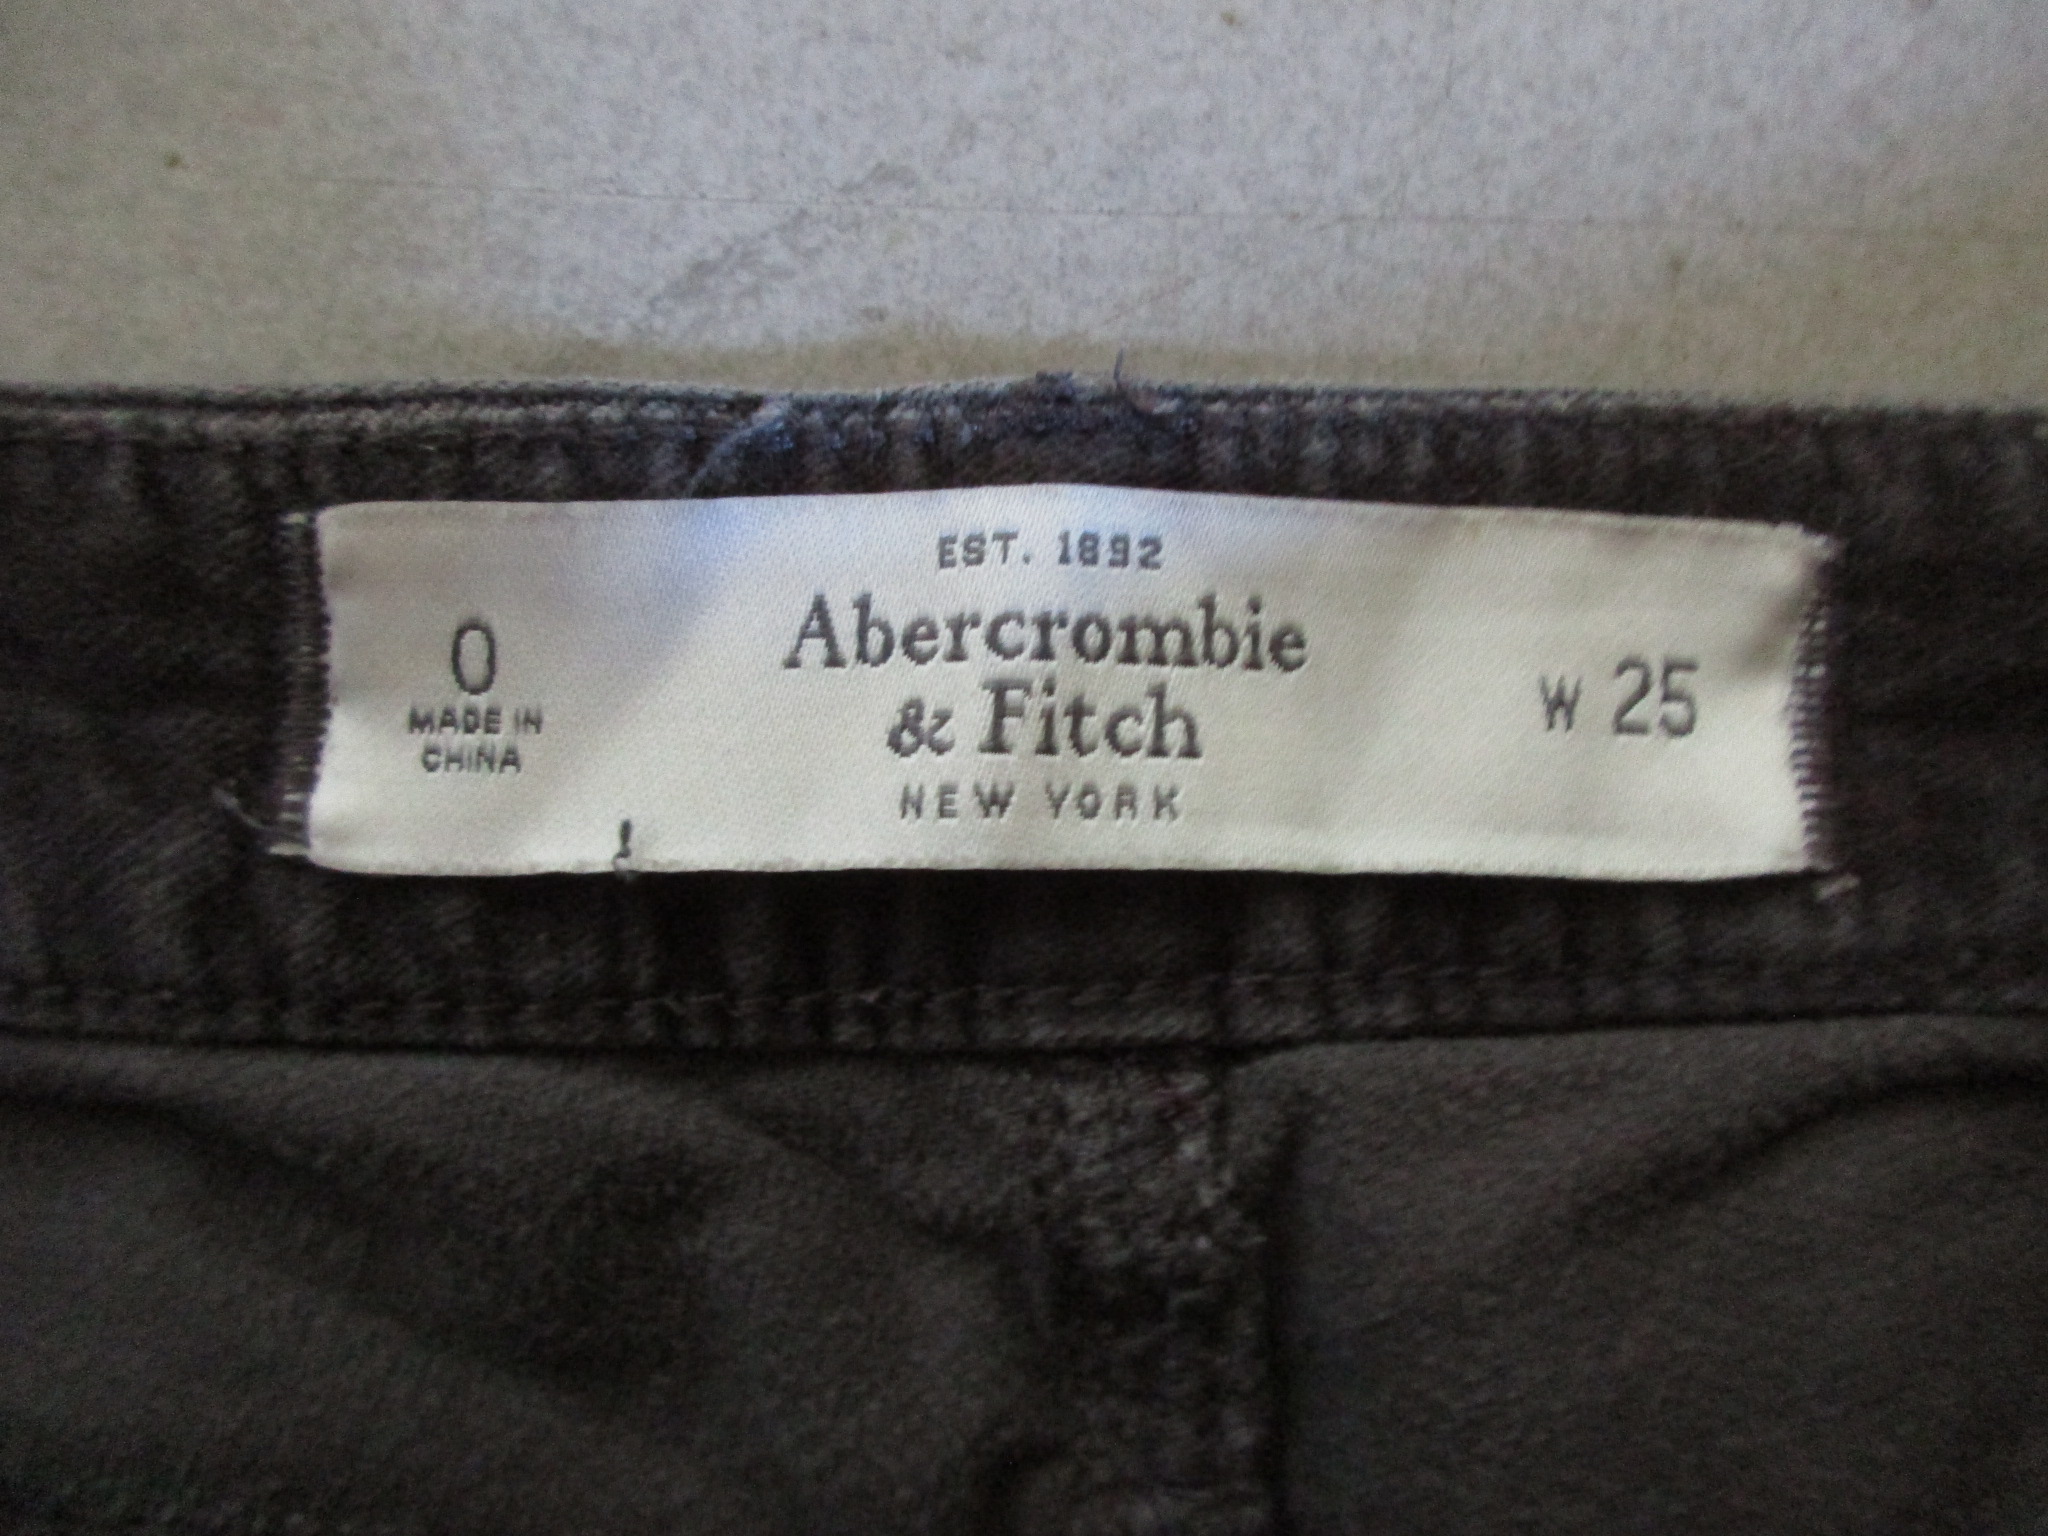 EST. 1892
Abercrombie
& Fitch
NEW YORK
0
MADE IN
CHINA
W 25